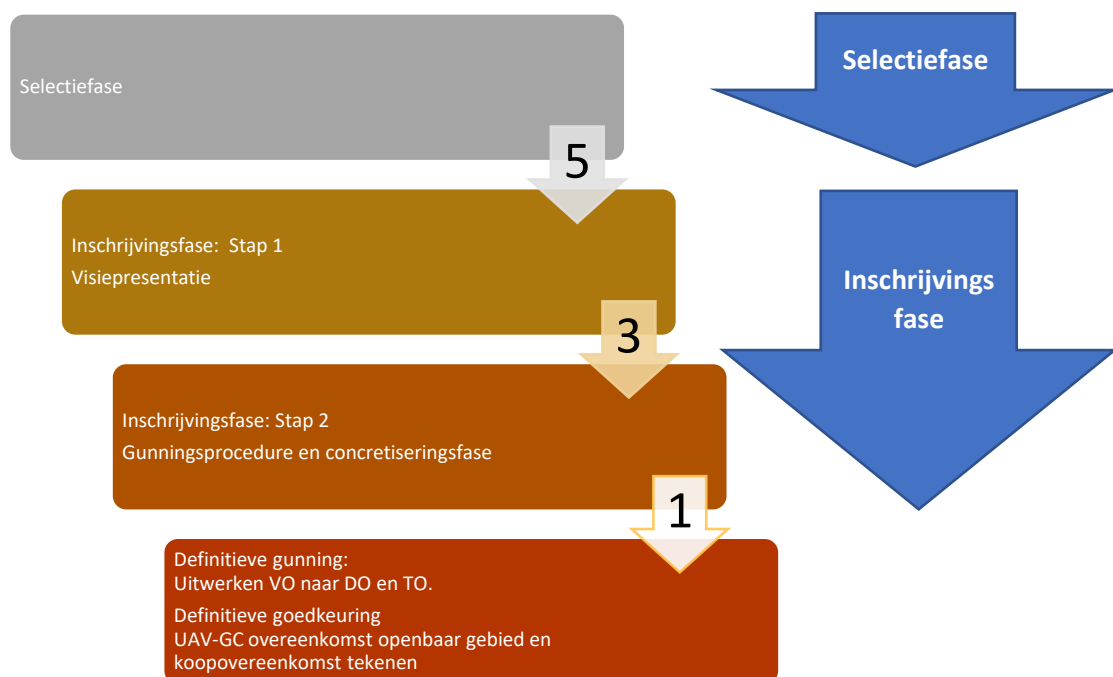 Selectiefase
5
Inschrijvingsfase:  Stap 1
Visiepresentatie
3
Inschrijvingsfase: Stap 2
Gunningsprocedure en concretiseringsfase
1
Definitieve gunning:
Uitwerken VO naar DO en TO.
Definitieve goedkeuring
UAV-GC overeenkomst openbaar gebied en
koopovereenkomst tekenen
Selectiefase
Inschrijvings
fase